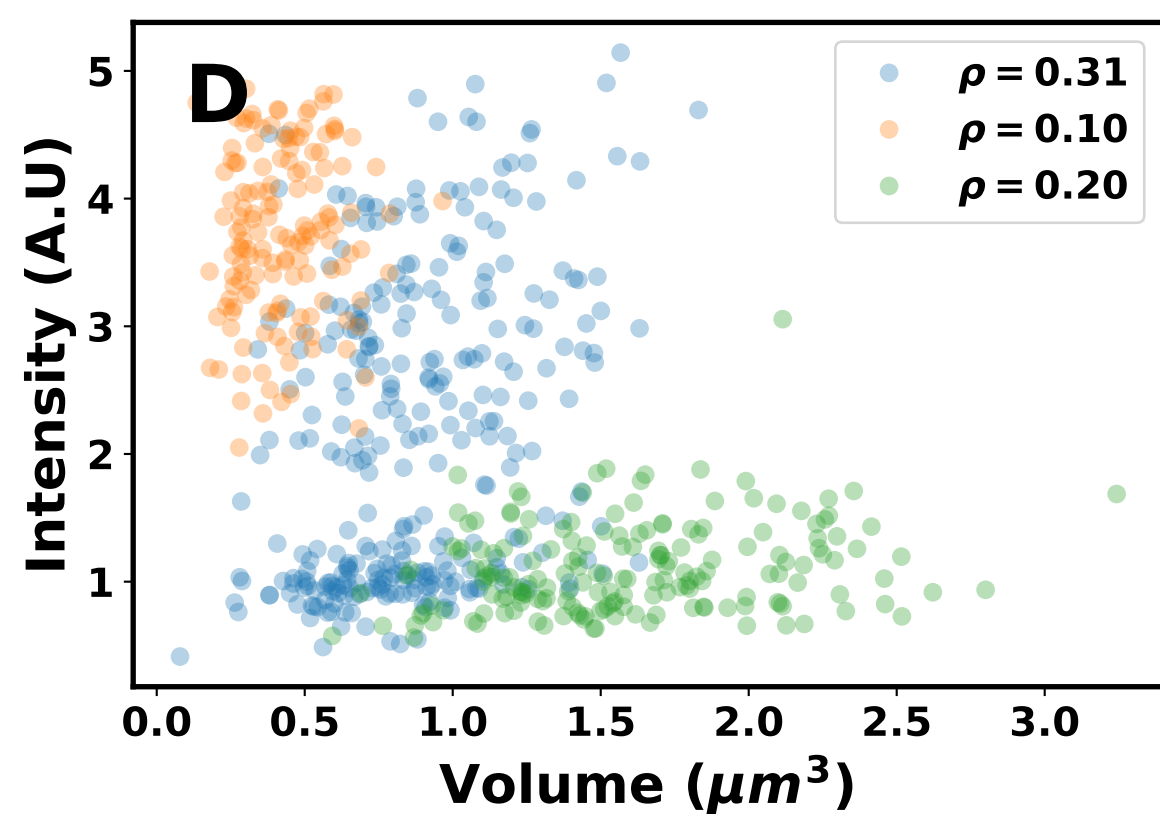 D
ρ = 0.31
ρ = 0.10
ρ = 0.20
Intensity (A.U)
5
4
3
2
1
0.0 0.5 1.0 1.5 2.0 2.5 3.0
Volume (μm³)